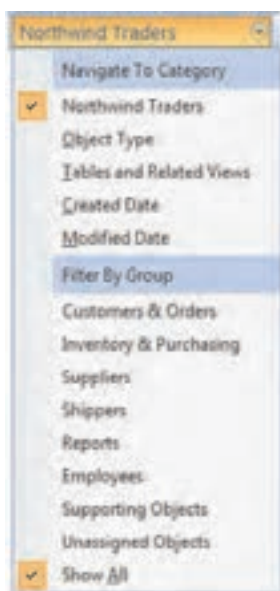 Northwind Traders
Navigate To Category
Northwind Traders
Object Type
Tables and Related Views
Created Date
Modified Date
Filter By Group
Customers & Orders
Inventory & Purchasing
Suppliers
Shippers
Reports
Employees
Supporting Objects
Unassigned Objects
Show All